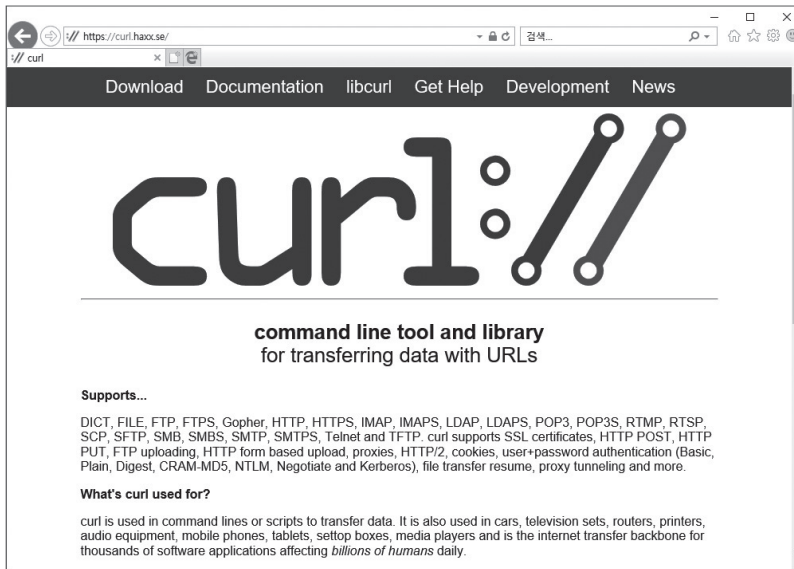 https://curl.haxx.se/
검색...
curl
Download Documentation libcurl Get Help Development News
curl://
command line tool and library
for transferring data with URLs
Supports...
DICT, FILE, FTP, FTPS, Gopher, HTTP, HTTPS, IMAP, IMAPS, LDAP, LDAPS, POP3, POP3S, RTMP, RTSP,
SCP, SFTP, SMB, SMBS, SMTP, SMTPS, Telnet and TFTP. curl supports SSL certificates, HTTP POST, HTTP
PUT, FTP uploading, HTTP form based upload, proxies, HTTP/2, cookies, user+password authentication (Basic,
Plain, Digest, CRAM-MD5, NTLM, Negotiate and Kerberos), file transfer resume, proxy tunneling and more.
What's curl used for?
curl is used in command lines or scripts to transfer data. It is also used in cars, television sets, routers, printers,
audio equipment, mobile phones, tablets, settop boxes, media players and is the internet transfer backbone for
thousands of software applications affecting billions of humans daily.